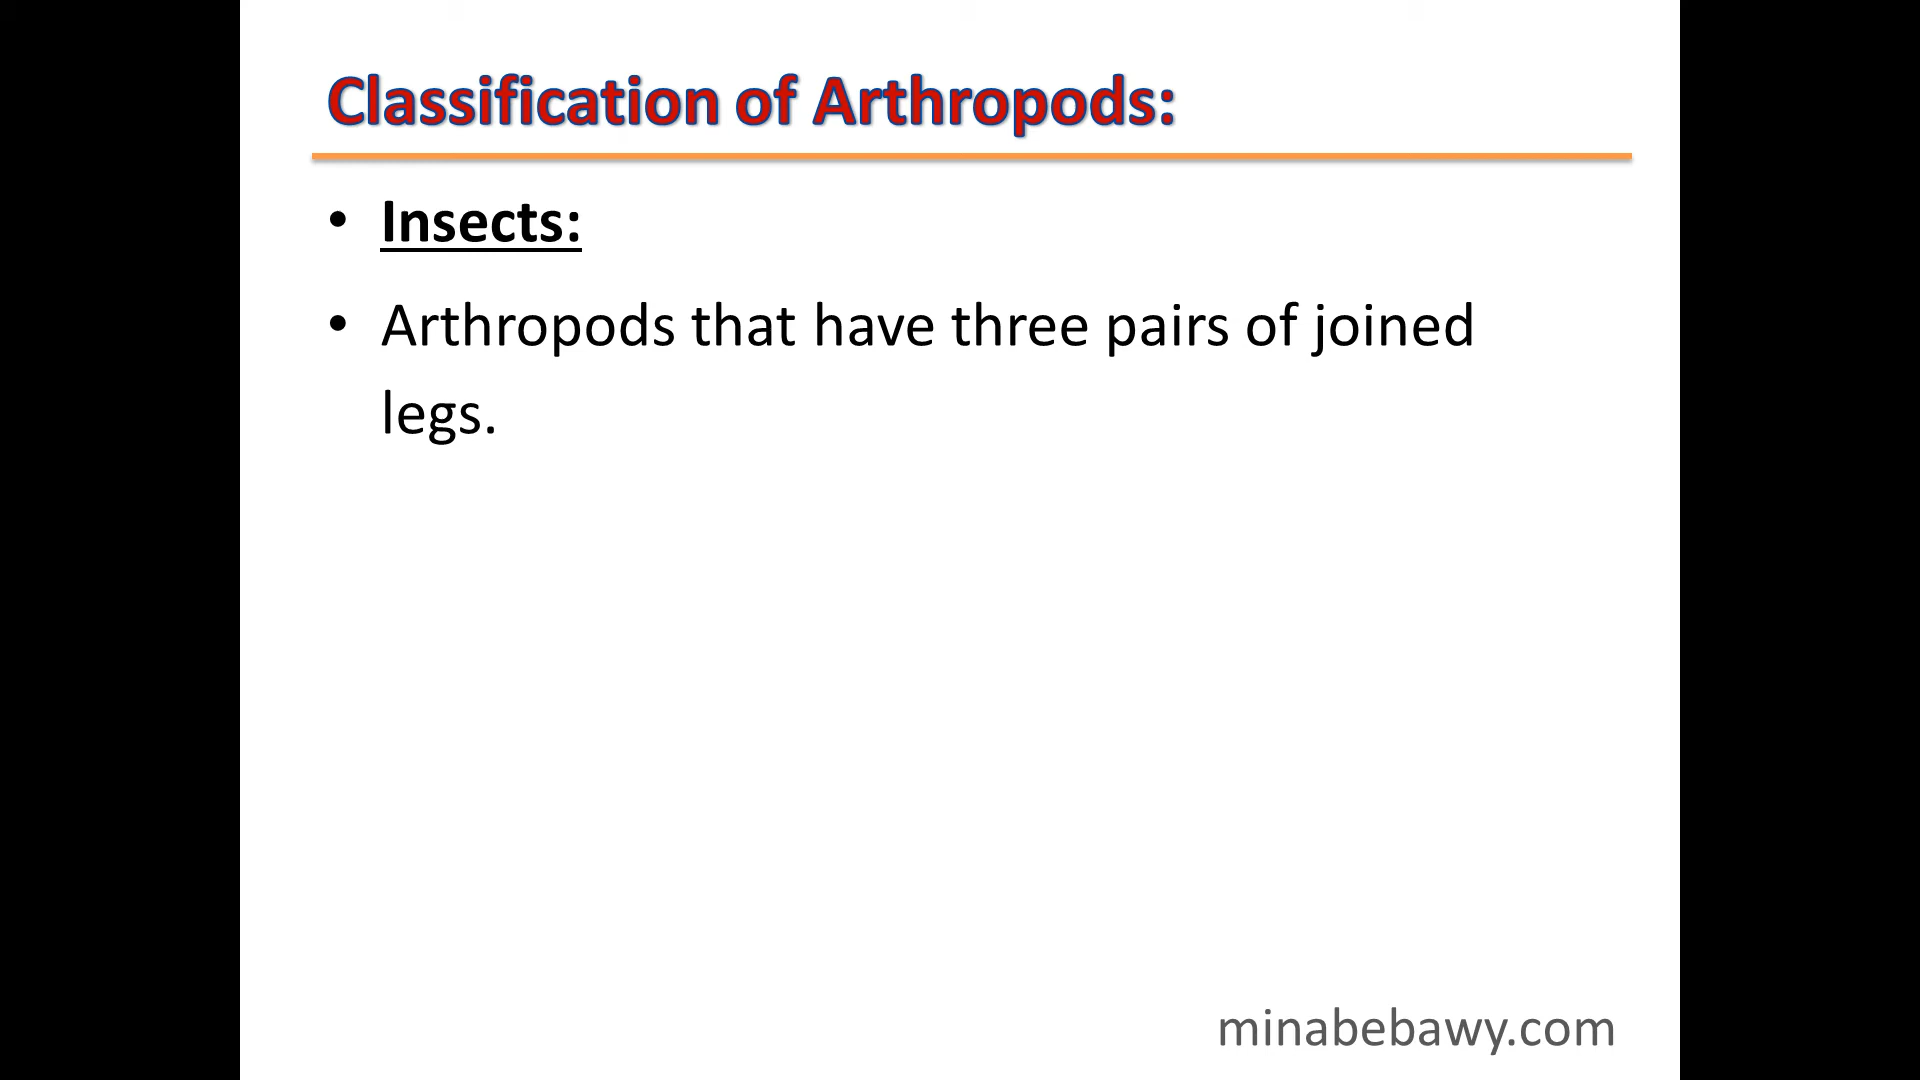 Classification of Arthropods:
• Insects:
• Arthropods that have three pairs of joined
legs.
minabebawy.com